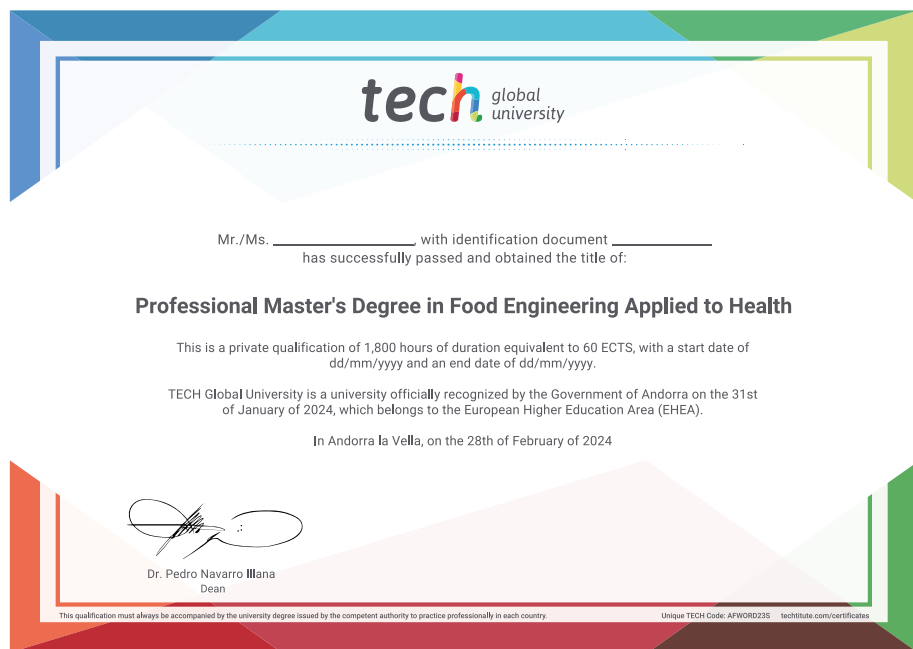 tech global
university
Mr./Ms. ______________, with identification document __________
has successfully passed and obtained the title of:
Professional Master's Degree in Food Engineering Applied to Health
This is a private qualification of 1,800 hours of duration equivalent to 60 ECTS, with a start date of
dd/mm/yyyy and an end date of dd/mm/yyyy.
TECH Global University is a university officially recognized by the Government of Andorra on the 31st
of January of 2024, which belongs to the European Higher Education Area (EHEA).
In Andorra la Vella, on the 28th of February of 2024
Dr. Pedro Navarro Illana
Dean
This qualification must always be accompanied by the university degree issued by the competent authority to practice professionally in each country.
Unique TECH Code: AFWORD23S techtitute.com/certificates